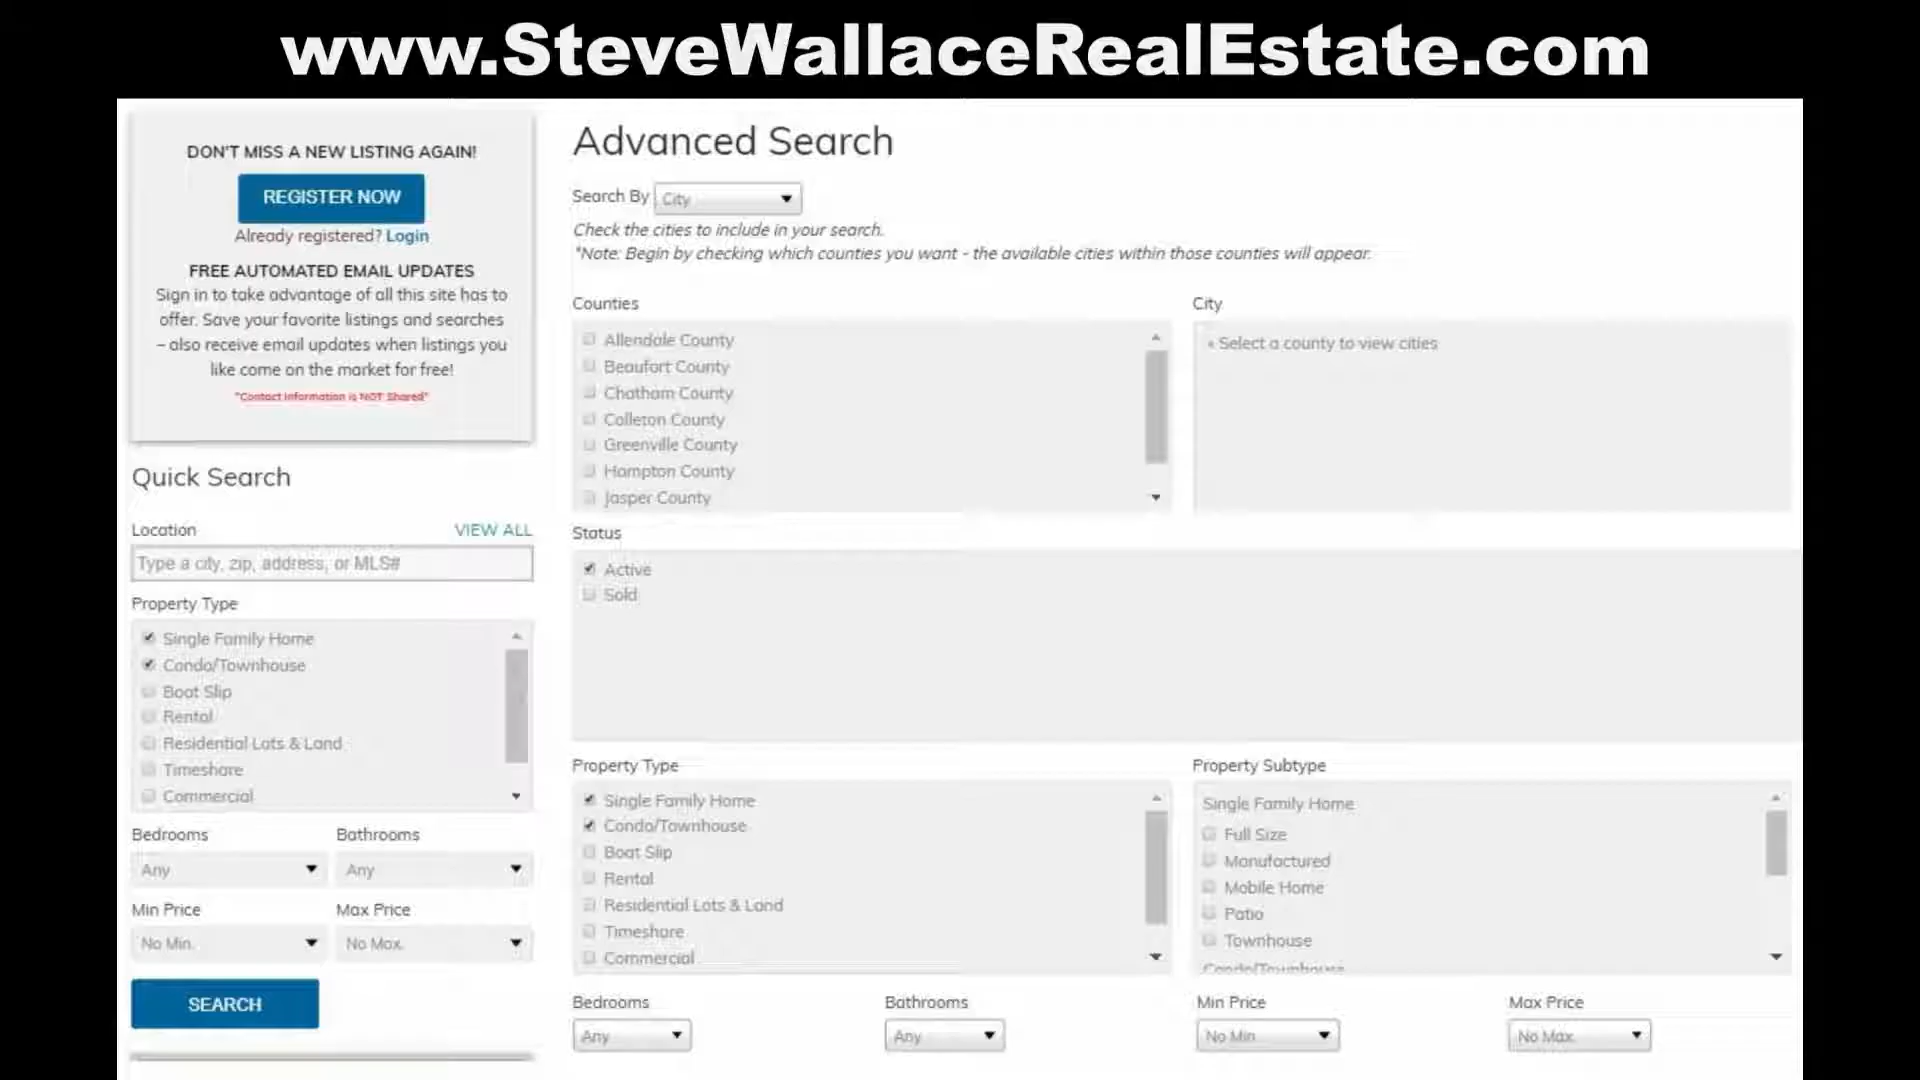 www.SteveWallaceRealEstate.com
DON'T MISS A NEW LISTING AGAIN!
REGISTER NOW
Already registered? Login
FREE AUTOMATED EMAIL UPDATES
Sign in to take advantage of all this site has to
offer. Save your favorite listings and searches
– also receive email updates when listings you
like come on the market for free!
"Contact Information is NOT Shared"
Quick Search
Location VIEW ALL
Type a city, zip, address, or MLS#
Property Type
Single Family Home
Condo/Townhouse
Boat Slip
Rental
Residential Lots & Land
Timeshare
Commercial
Bedrooms Bathrooms
Any Any
Min Price Max Price
No Min. No Max.
SEARCH
Advanced Search
Search By City
Check the cities to include in your search.
*Note: Begin by checking which counties you want - the available cities within those counties will appear.
Counties
Allendale County
Beaufort County
Chatham County
Colleton County
Greenville County
Hampton County
Jasper County
City
« Select a county to view cities
Status
Active
Sold
Property Type
Single Family Home
Condo/Townhouse
Boat Slip
Rental
Residential Lots & Land
Timeshare
Commercial
Property Subtype
Single Family Home
Full Size
Manufactured
Mobile Home
Patio
Townhouse
Condo/Townhouse
Bedrooms Bathrooms Min Price Max Price
Any Any No Min. No Max.